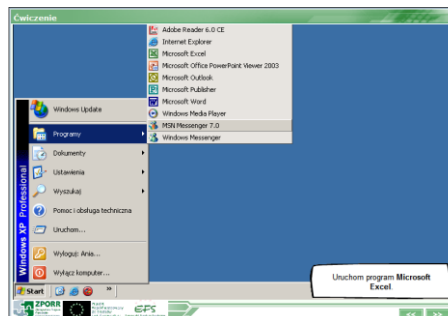 Ćwiczenie
Adobe Reader 6.0 CE
Internet Explorer
Microsoft Excel
Microsoft Office PowerPoint Viewer 2003
Microsoft Outlook
Microsoft Publisher
Microsoft Word
Windows Media Player
MSN Messenger 7.0
Windows Messenger
Windows Update
Programy
Dokumenty
Ustawienia
Wyszukaj
Pomoc i obsługa techniczna
Uruchom...
Wyloguj: Ania...
Wyłącz komputer...
Windows XP Professional
Start
»
Uruchom program Microsoft
Excel.
ZPORR
EFS
<< >>